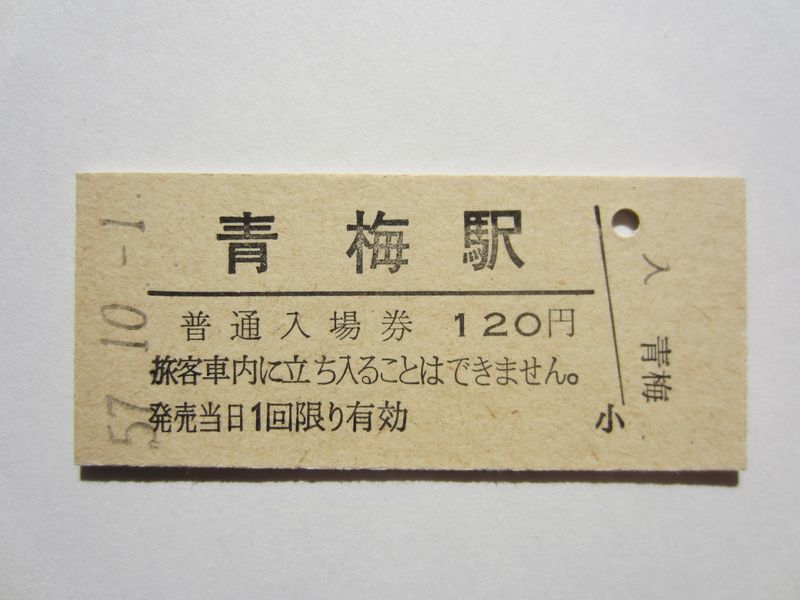 57.10.-1
青梅駅
普通入場券 120円
旅客車内に立ち入ることはできません。
発売当日1回限り有効
小
入 青梅